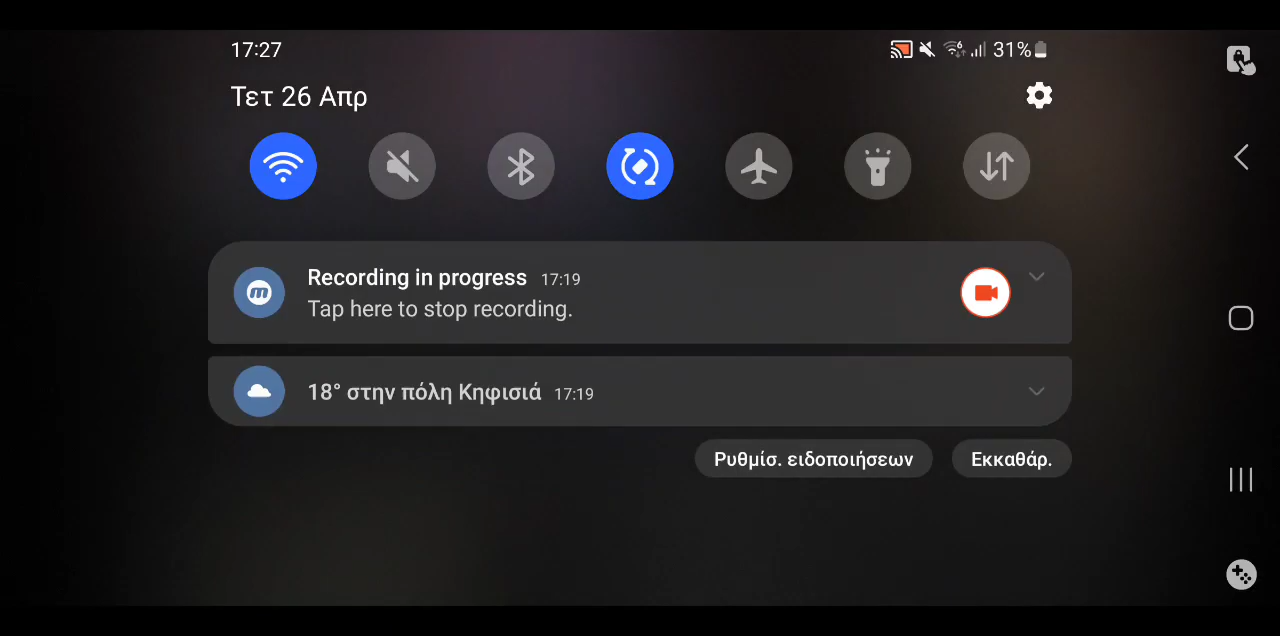 17:27
31%
Τετ 26 Απρ
Recording in progress 17:19
Tap here to stop recording.
18° στην πόλη Κηφισιά 17:19
Ρυθμίσ. ειδοποιήσεων
Εκκαθάρ.